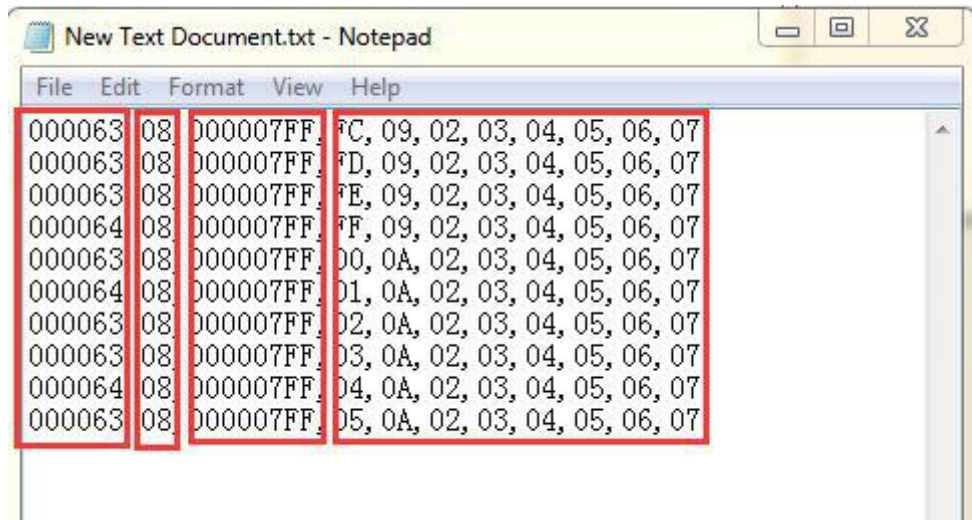 New Text Document.txt - Notepad
File Edit Format View Help
000063,08,000007FF,FC,09,02,03,04,05,06,07
000063,08,000007FF,FD,09,02,03,04,05,06,07
000063,08,000007FF,FE,09,02,03,04,05,06,07
000064,08,000007FF,FF,09,02,03,04,05,06,07
000063,08,000007FF,00,0A,02,03,04,05,06,07
000064,08,000007FF,01,0A,02,03,04,05,06,07
000063,08,000007FF,02,0A,02,03,04,05,06,07
000063,08,000007FF,03,0A,02,03,04,05,06,07
000064,08,000007FF,04,0A,02,03,04,05,06,07
000063,08,000007FF,05,0A,02,03,04,05,06,07